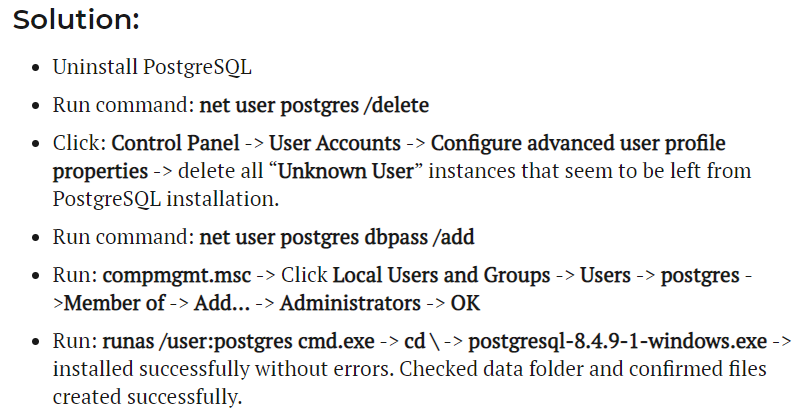 Solution:
• Uninstall PostgreSQL
• Run command: net user postgres /delete
• Click: Control Panel -> User Accounts -> Configure advanced user profile
properties -> delete all “Unknown User” instances that seem to be left from
PostgreSQL installation.
• Run command: net user postgres dbpass /add
• Run: compmgmt.msc -> Click Local Users and Groups -> Users -> postgres -
>Member of -> Add… -> Administrators -> OK
• Run: runas /user:postgres cmd.exe -> cd \ -> postgresql-8.4.9-1-windows.exe ->
installed successfully without errors. Checked data folder and confirmed files
created successfully.